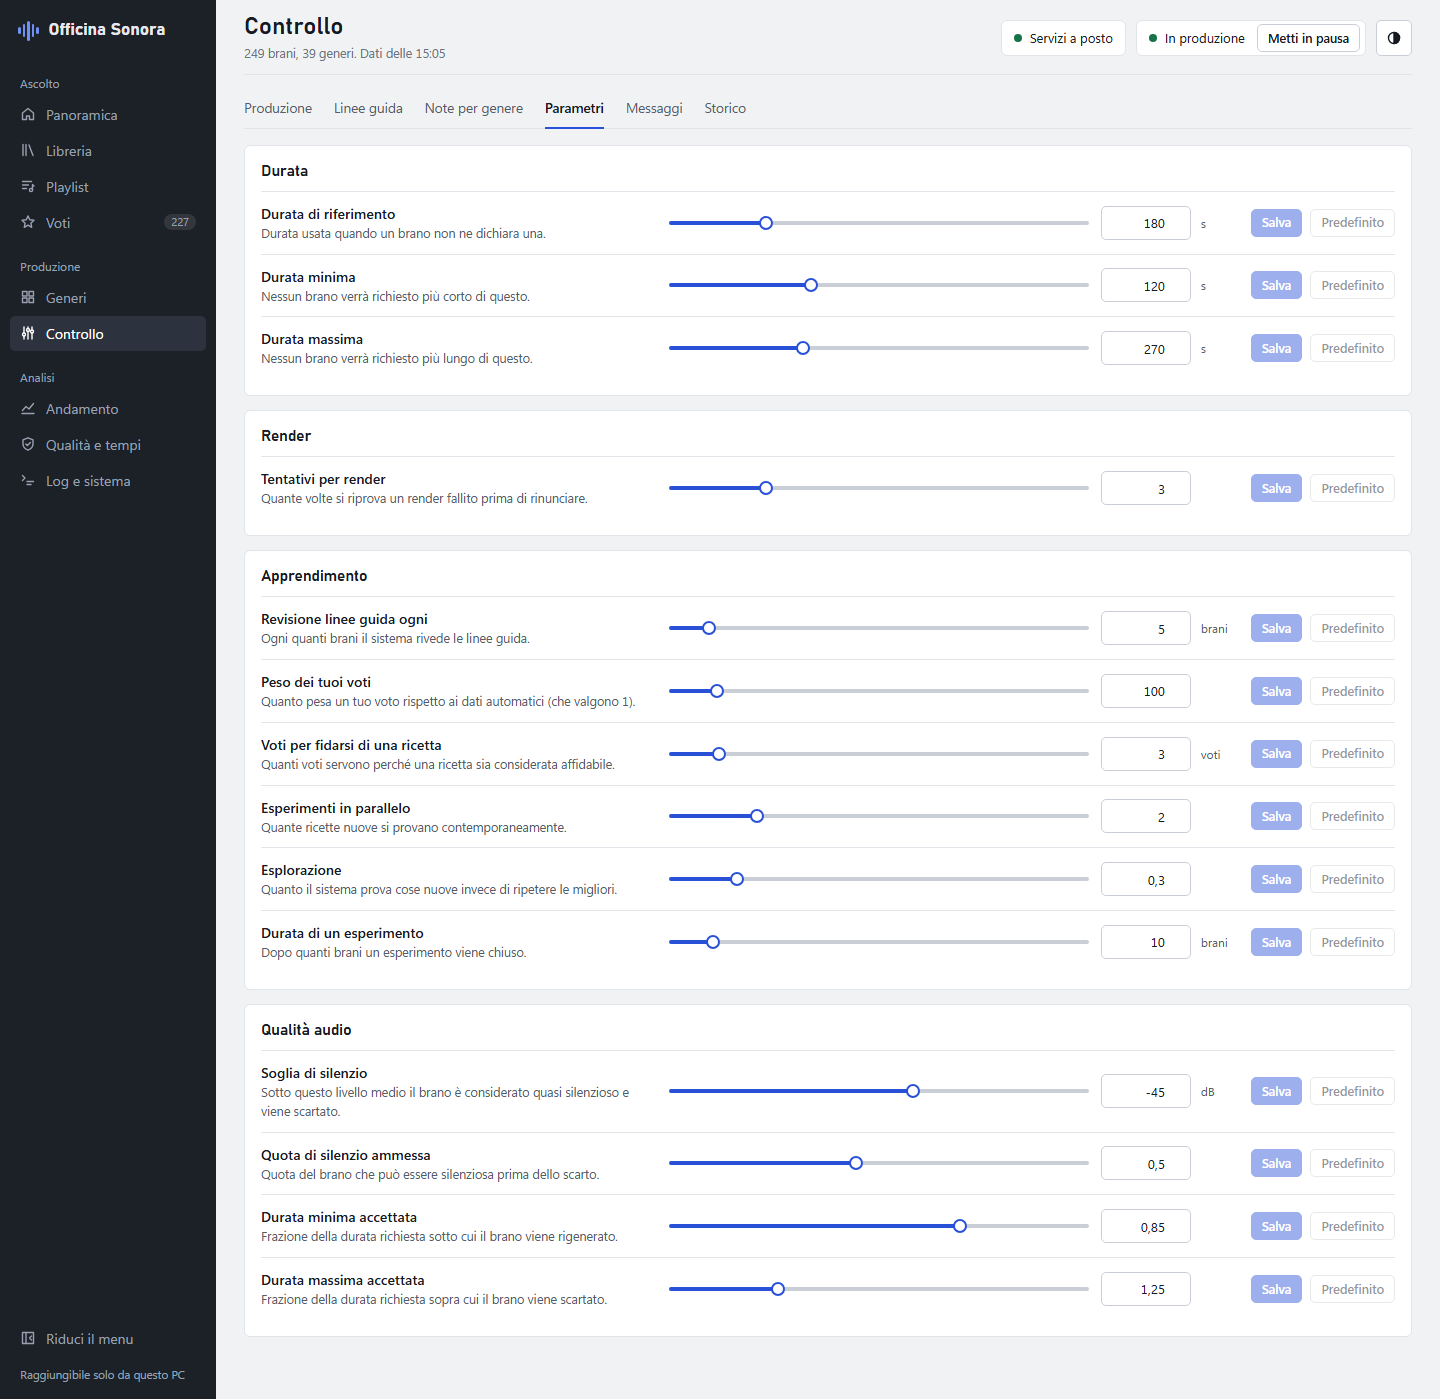 Officina Sonora
Ascolto
Panoramica
Libreria
Playlist
Voti 227
Produzione
Generi
Controllo
Analisi
Andamento
Qualità e tempi
Log e sistema
Riduci il menu
Raggiungibile solo da questo PC
Controllo
249 brani, 39 generi. Dati delle 15:05
Servizi a posto
In produzione Metti in pausa
Produzione Linee guida Note per genere Parametri Messaggi Storico
Durata
Durata di riferimento
Durata usata quando un brano non ne dichiara una.
180 s Salva Predefinito
Durata minima
Nessun brano verrà richiesto più corto di questo.
120 s Salva Predefinito
Durata massima
Nessun brano verrà richiesto più lungo di questo.
270 s Salva Predefinito
Render
Tentativi per render
Quante volte si riprova un render fallito prima di rinunciare.
3 Salva Predefinito
Apprendimento
Revisione linee guida ogni
Ogni quanti brani il sistema rivede le linee guida.
5 brani Salva Predefinito
Peso dei tuoi voti
Quanto pesa un tuo voto rispetto ai dati automatici (che valgono 1).
100 Salva Predefinito
Voti per fidarsi di una ricetta
Quanti voti servono perché una ricetta sia considerata affidabile.
3 voti Salva Predefinito
Esperimenti in parallelo
Quante ricette nuove si provano contemporaneamente.
2 Salva Predefinito
Esplorazione
Quanto il sistema prova cose nuove invece di ripetere le migliori.
0,3 Salva Predefinito
Durata di un esperimento
Dopo quanti brani un esperimento viene chiuso.
10 brani Salva Predefinito
Qualità audio
Soglia di silenzio
Sotto questo livello medio il brano è considerato quasi silenzioso e
viene scartato.
-45 dB Salva Predefinito
Quota di silenzio ammessa
Quota del brano che può essere silenziosa prima dello scarto.
0,5 Salva Predefinito
Durata minima accettata
Frazione della durata richiesta sotto cui il brano viene rigenerato.
0,85 Salva Predefinito
Durata massima accettata
Frazione della durata richiesta sopra cui il brano viene scartato.
1,25 Salva Predefinito